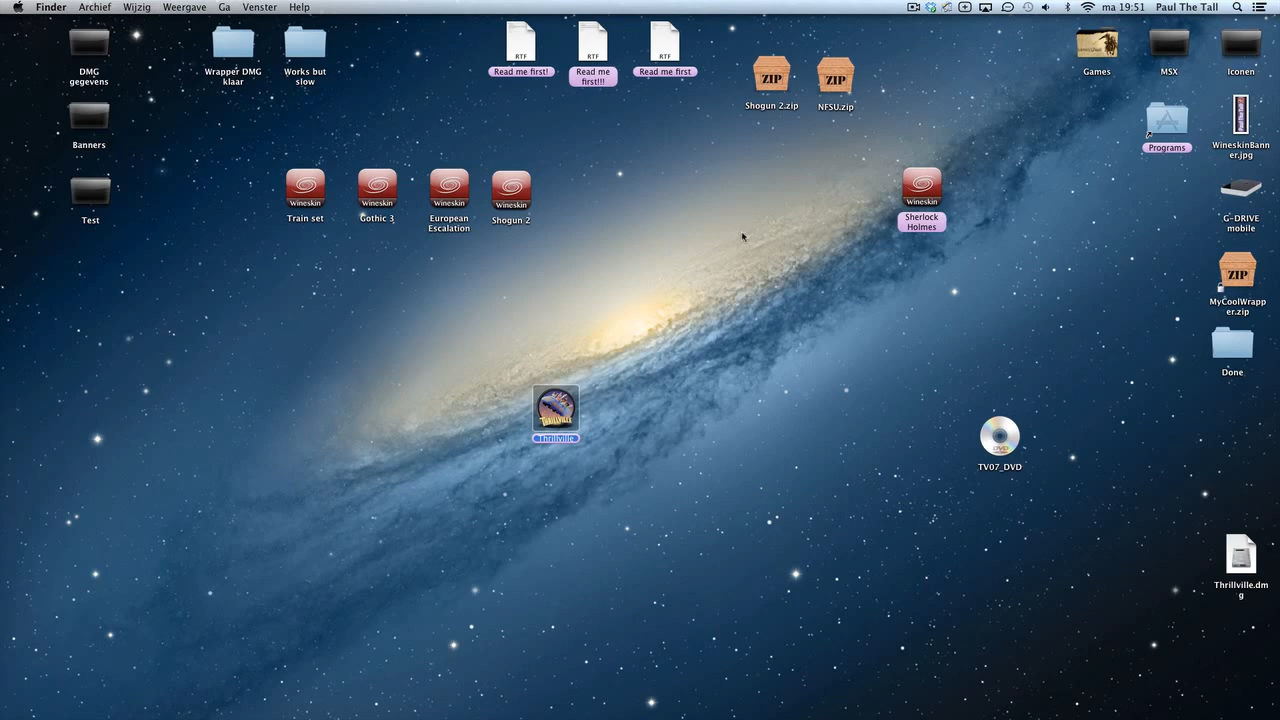 Finder Archief Wijzig Weergave Ga Venster Help
ma 19:51 Paul The Tall
DMG
gegevens
Wrapper DMG
klaar
Works but
slow
RTF
Read me first!
RTF
Read me
first!!!
RTF
Read me first
ZIP
Shogun 2.zip
ZIP
NFSU.zip
Games
MSX
Iconen
Banners
Programs
Paul The Tall
WineskinBann
er.jpg
Test
Wineskin
Train set
Wineskin
Gothic 3
Wineskin
European
Escalation
Wineskin
Shogun 2
Wineskin
Sherlock
Holmes
G-DRIVE
mobile
ZIP
MyCoolWrapp
er.zip
Done
THRILLVILLE
Thrillville
DVD
TV07_DVD
Thrillville.dm
g